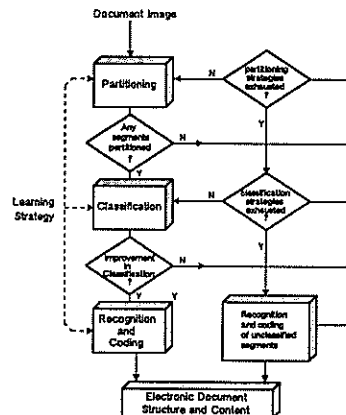 Document Image
Partitioning
N
partitioning
strategies
exhausted
?
Any
segments
partitioned
?
N
Y
Y
Learning
Strategy
Classification
N
classification
strategies
exhausted
?
Improvement
in
Classification
?
N
Y
Y
Y
Recognition
and
Coding
Recognition
and coding
of unclassified
segments
Electronic Document
Structure and Content